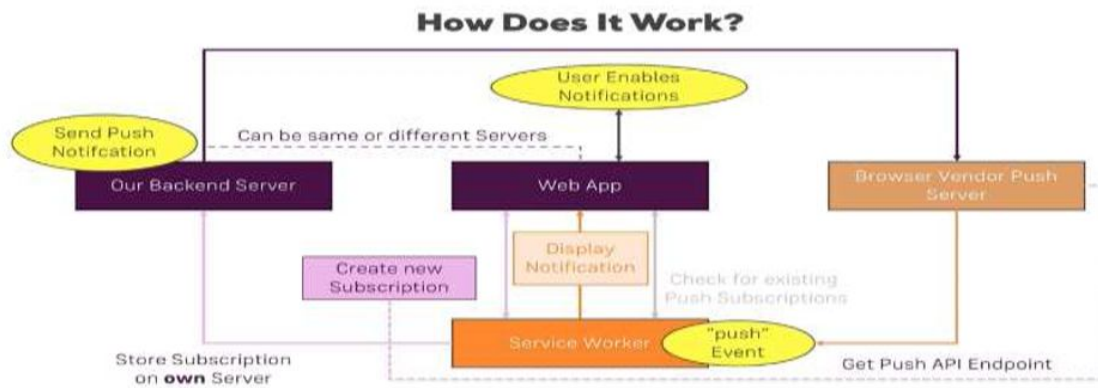 How Does It Work?
User Enables
Notifications
Send Push
Notifcation
Can be same or different Servers
Our Backend Server
Web App
Browser Vendor Push
Server
Display
Notification
Create new
Subscription
Check for existing
Push Subscriptions
Service Worker
"push"
Event
Store Subscription
on own Server
Get Push API Endpoint